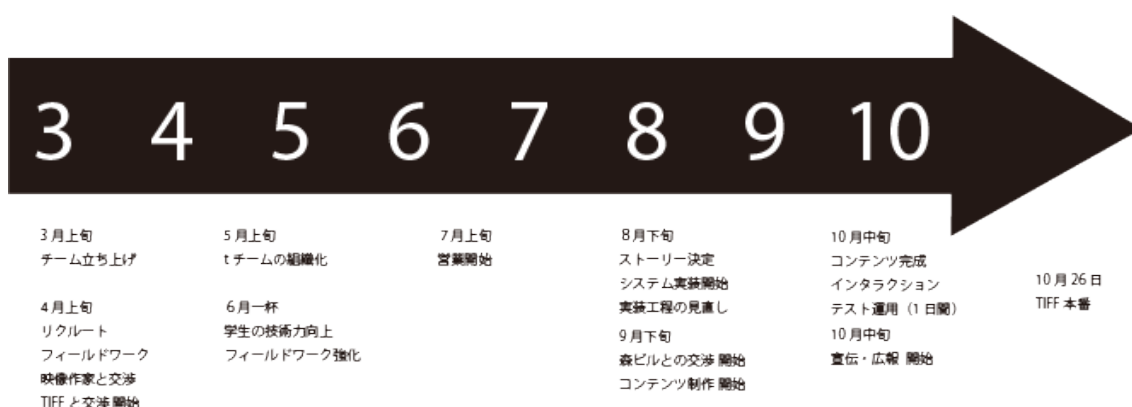 3 4 5 6 7 8 9 10
3月上旬
チーム立ち上げ
4月上旬
リクルート
フィールドワーク
映像作家と交渉
TIFFと交渉開始
5月上旬
tチームの組織化
6月一杯
学生の技術力向上
フィールドワーク強化
7月上旬
営業開始
8月下旬
ストーリー決定
システム実装開始
実装工程の見直し
9月下旬
森ビルとの交渉 開始
コンテンツ制作 開始
10月中旬
コンテンツ完成
インタラクション
テスト運用（1日間）
10月中旬
宣伝・広報 開始
10月26日
TIFF 本番